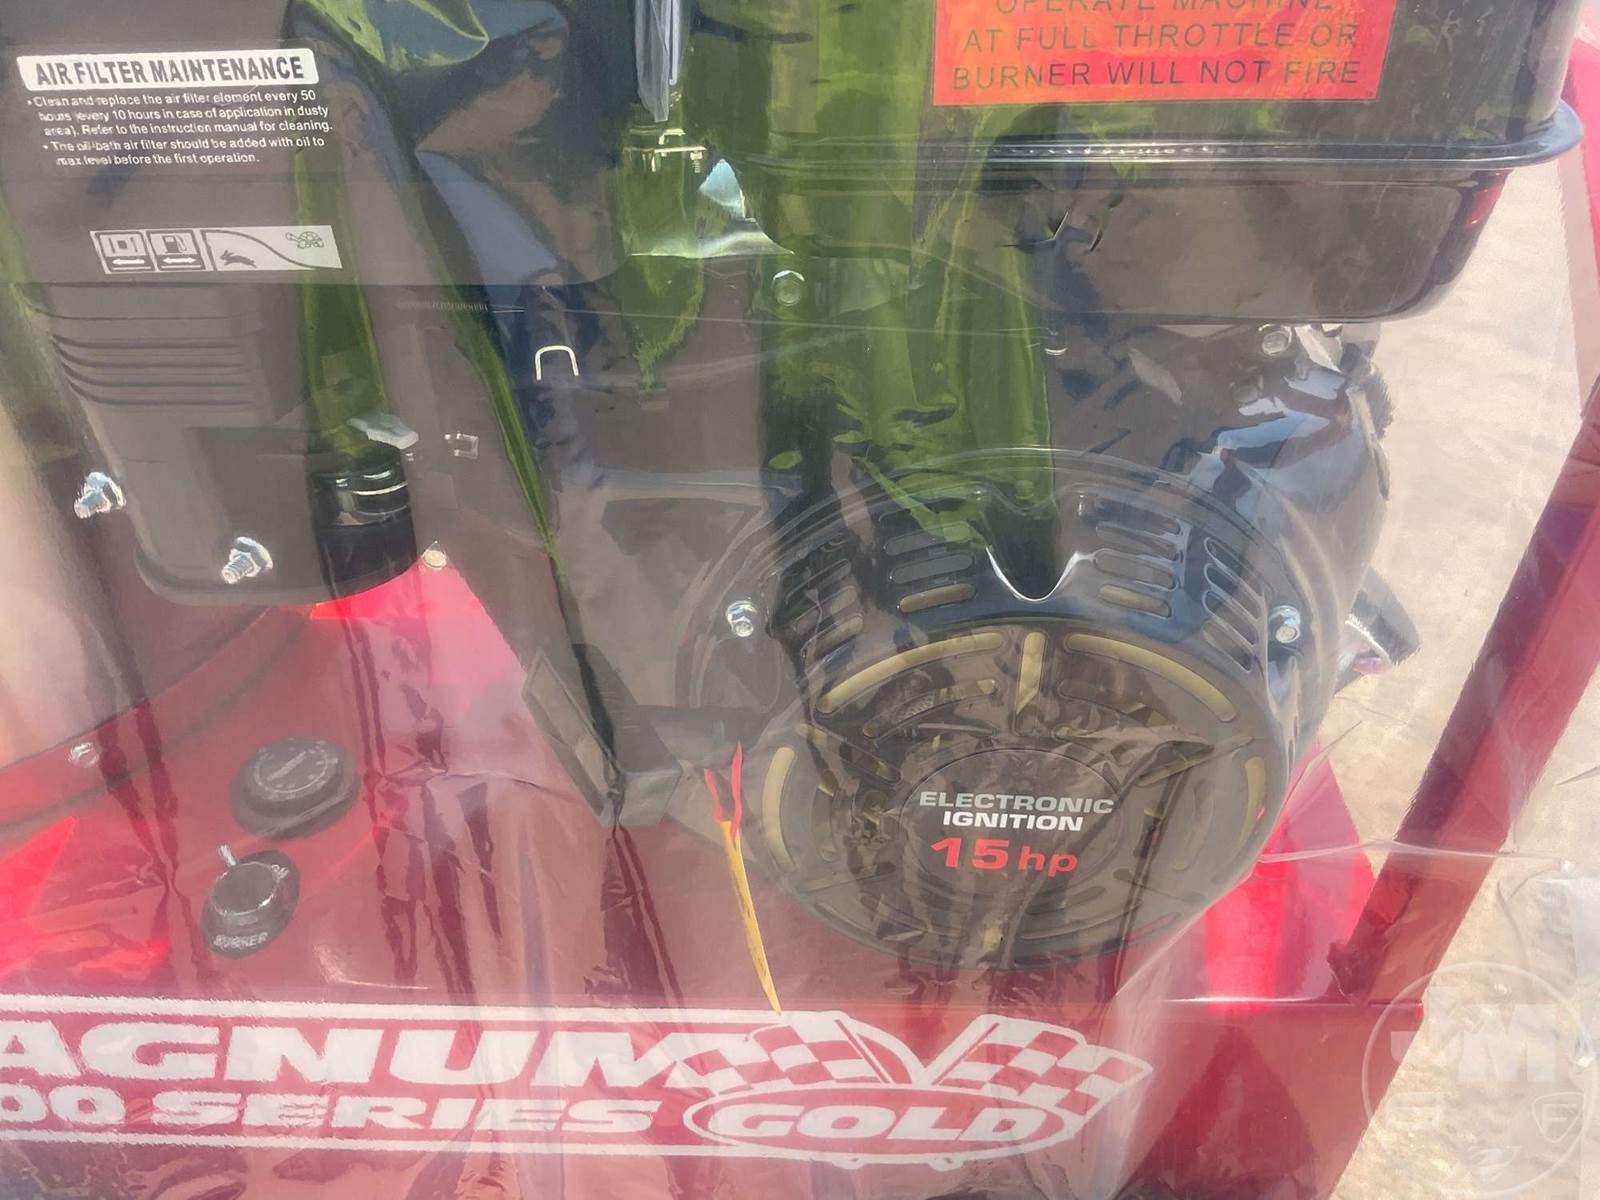 OPERATE MACHINE
AT FULL THROTTLE OR
BURNER WILL NOT FIRE
AIR FILTER MAINTENANCE
• Clean and replace the air filter element every 50
hours (every 10 hours in case of application in dusty
area). Refer to the instruction manual for cleaning.
• The oil-bath air filter should be added with oil to
max level before the first operation.
ELECTRONIC
IGNITION
15 hp
BURNER
AGNUM
00 SERIES GOLD
JM